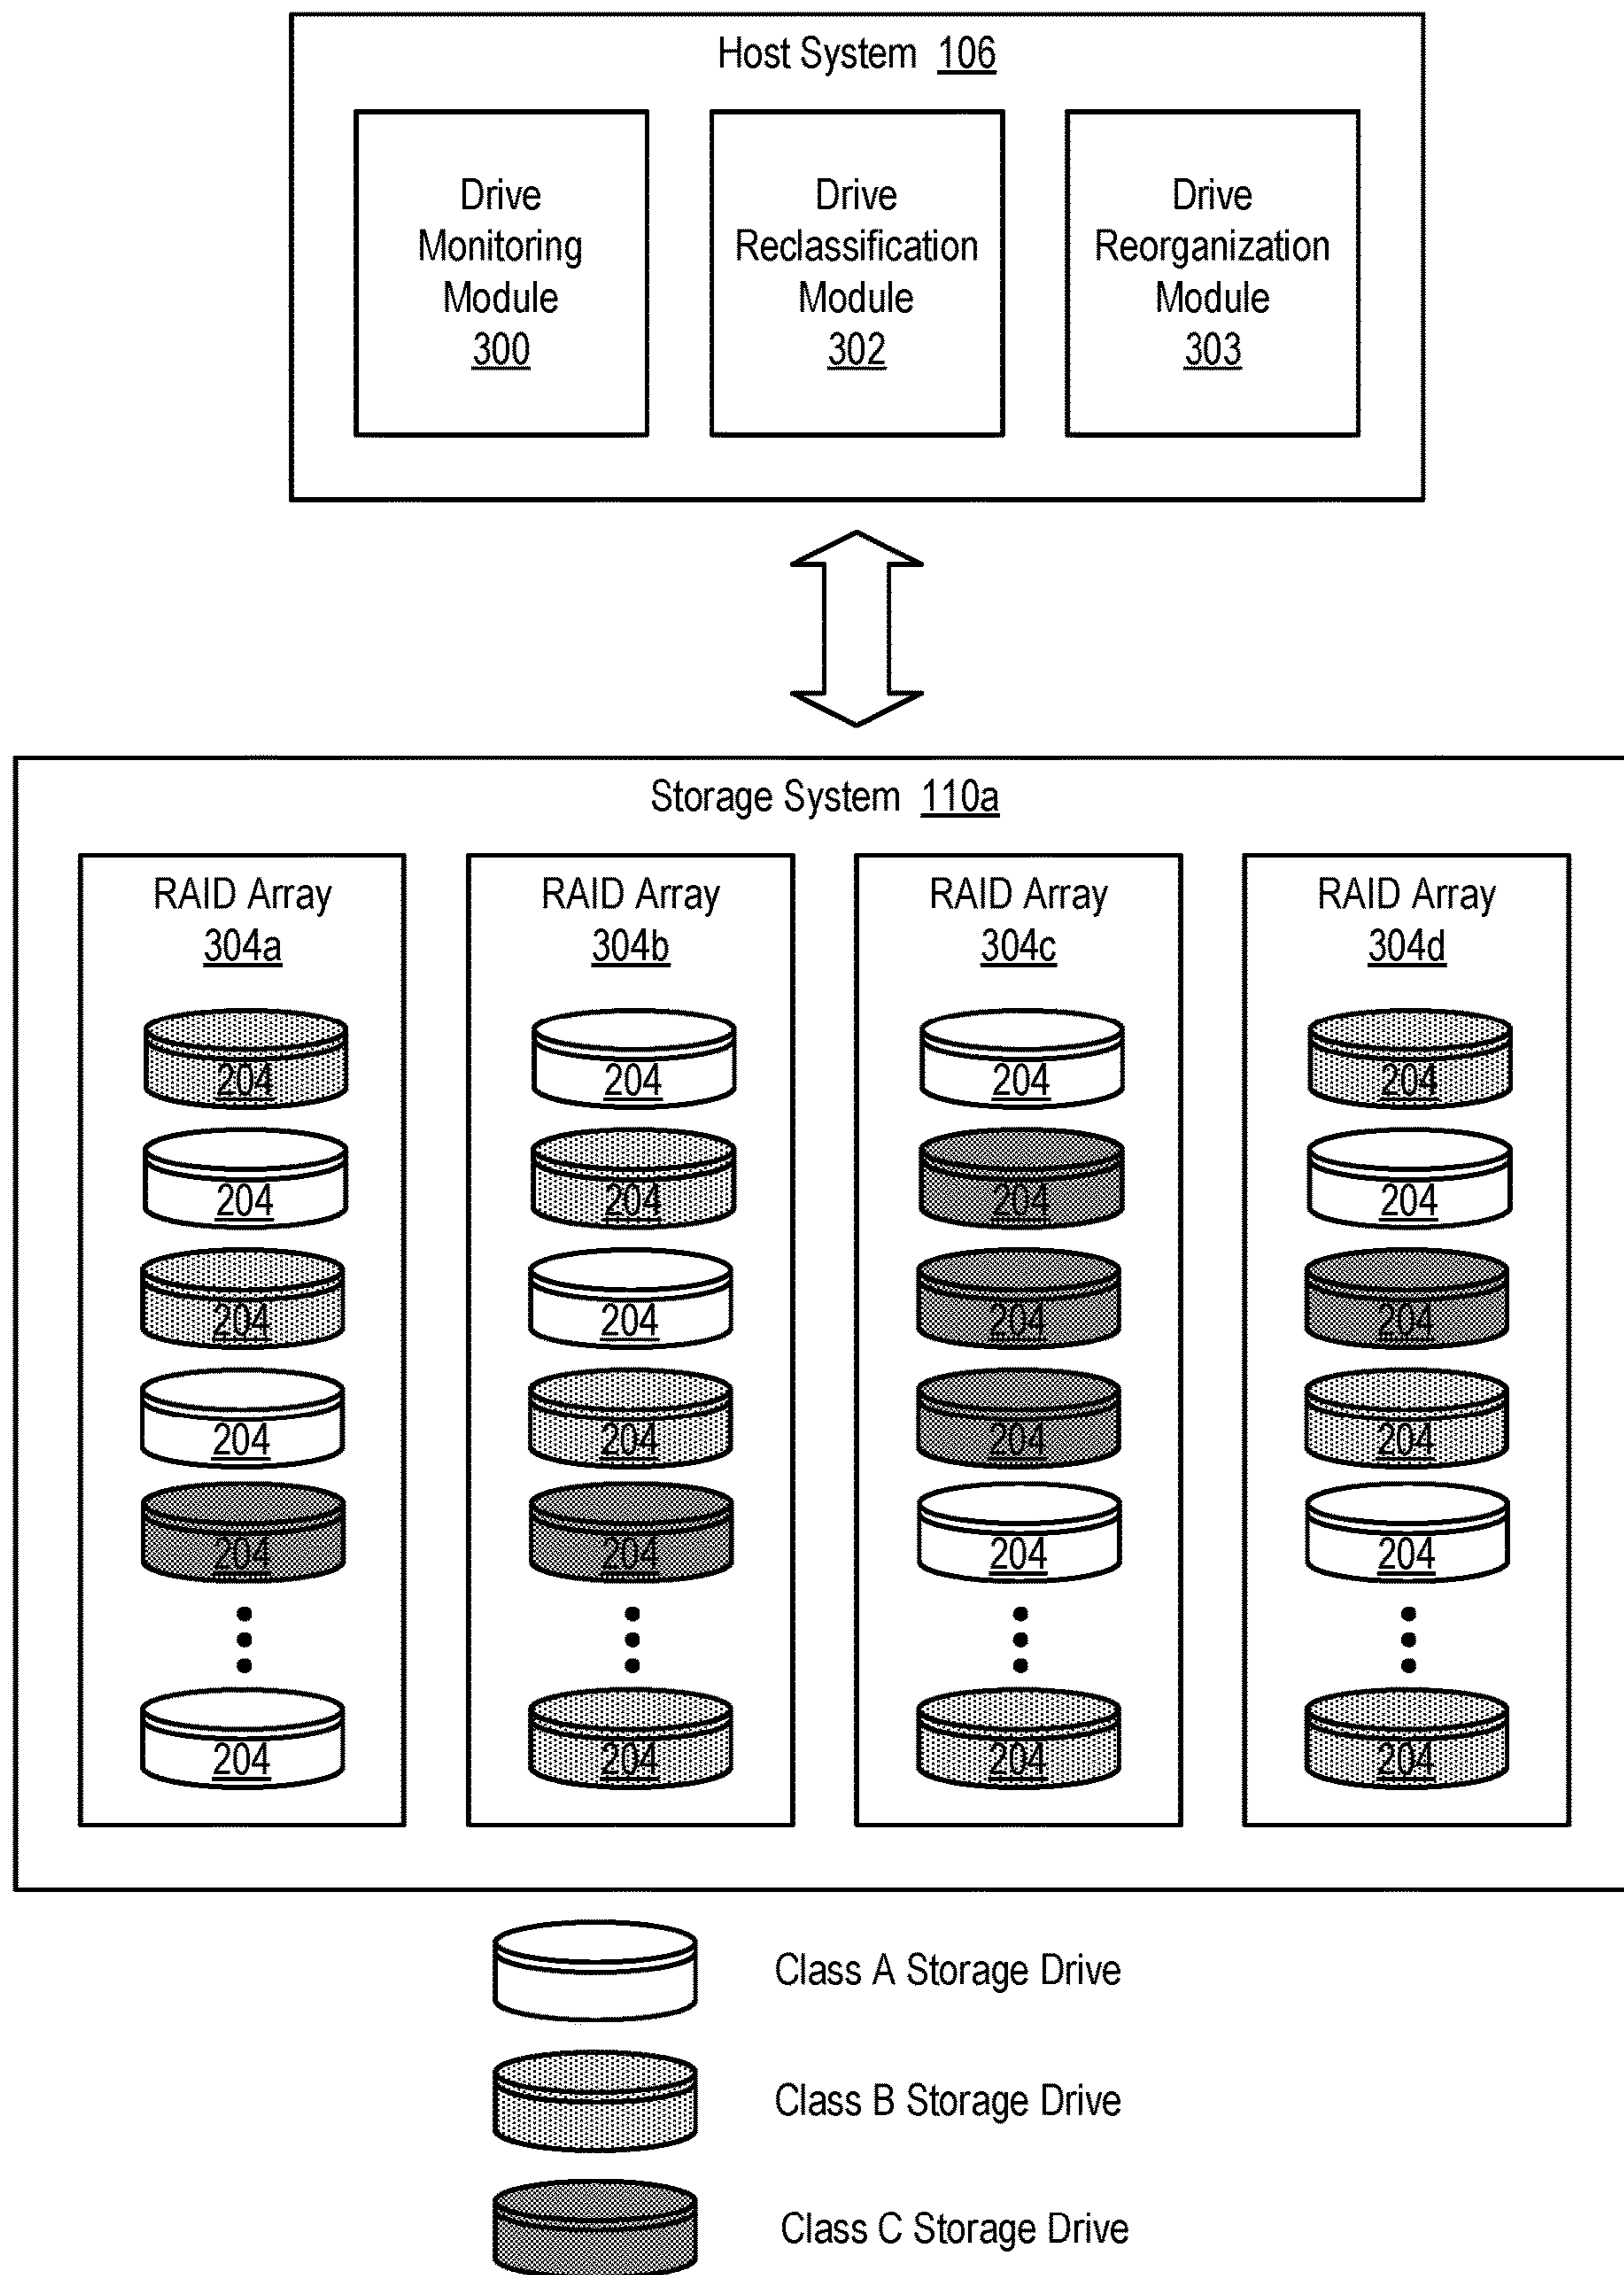 Host System 106
Drive
Monitoring
Module
300
Drive
Reclassification
Module
302
Drive
Reorganization
Module
303
Storage System 110a
RAID Array
304a
204
204
204
204
204
204
RAID Array
304b
204
204
204
204
204
204
RAID Array
304c
204
204
204
204
204
204
RAID Array
304d
204
204
204
204
204
204
Class A Storage Drive
Class B Storage Drive
Class C Storage Drive